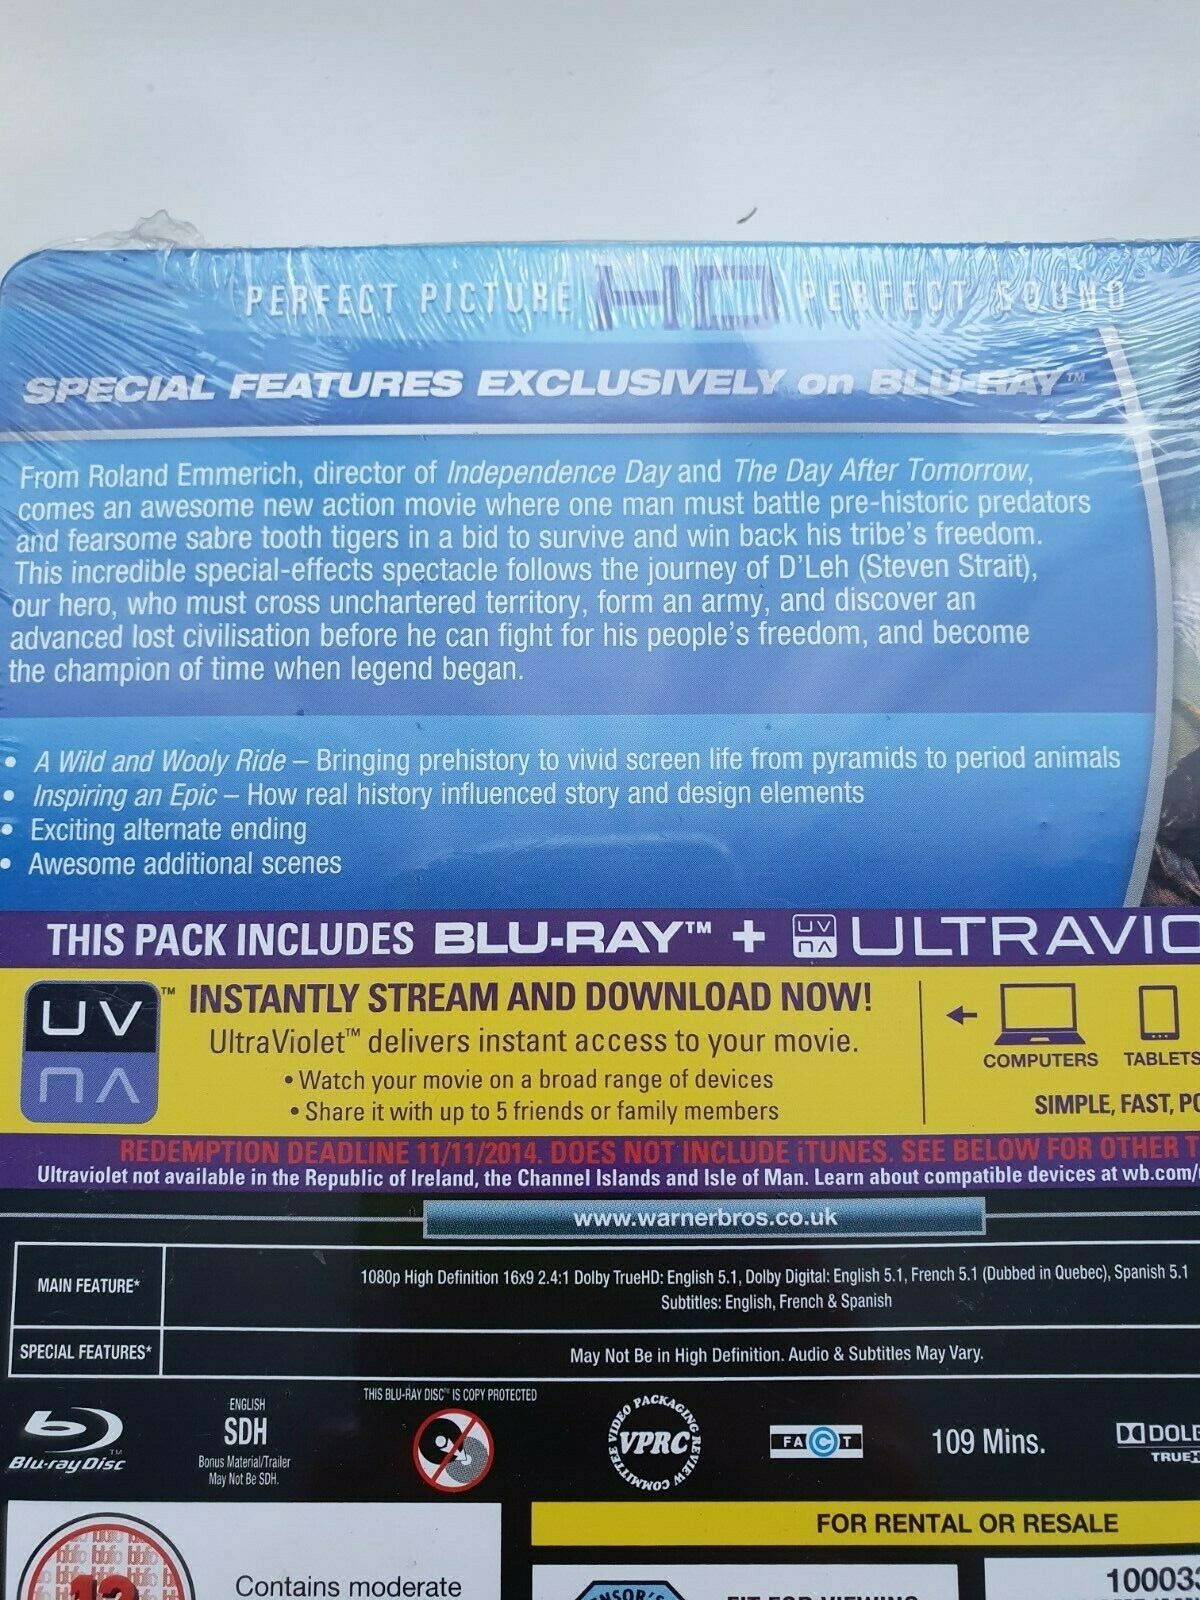 PERFECT PICTURE HD PERFECT SOUND
SPECIAL FEATURES EXCLUSIVELY on BLU-RAY™
From Roland Emmerich, director of Independence Day and The Day After Tomorrow,
comes an awesome new action movie where one man must battle pre-historic predators
and fearsome sabre tooth tigers in a bid to survive and win back his tribe's freedom.
This incredible special-effects spectacle follows the journey of D'Leh (Steven Strait),
our hero, who must cross unchartered territory, form an army, and discover an
advanced lost civilisation before he can fight for his people's freedom, and become
the champion of time when legend began.
• A Wild and Wooly Ride – Bringing prehistory to vivid screen life from pyramids to period animals
• Inspiring an Epic – How real history influenced story and design elements
• Exciting alternate ending
• Awesome additional scenes
THIS PACK INCLUDES BLU-RAY™ + UV ULTRAVIO
UV™ INSTANTLY STREAM AND DOWNLOAD NOW!
UltraViolet™ delivers instant access to your movie.
• Watch your movie on a broad range of devices
• Share it with up to 5 friends or family members
COMPUTERS TABLETS
SIMPLE, FAST, PO
REDEMPTION DEADLINE 11/11/2014. DOES NOT INCLUDE iTUNES. SEE BELOW FOR OTHER T
Ultraviolet not available in the Republic of Ireland, the Channel Islands and Isle of Man. Learn about compatible devices at wb.com/
www.warnerbros.co.uk
MAIN FEATURE*
1080p High Definition 16x9 2.4:1 Dolby TrueHD: English 5.1, Dolby Digital: English 5.1, French 5.1 (Dubbed in Quebec), Spanish 5.1
Subtitles: English, French & Spanish
SPECIAL FEATURES*
May Not Be in High Definition. Audio & Subtitles May Vary.
Blu-ray Disc™
ENGLISH
SDH
Bonus Material/Trailer
May Not Be SDH.
THIS BLU-RAY DISC™ IS COPY PROTECTED
VIDEO PACKAGING REVIEW COMMITTEE
VPRC
FACT
109 Mins.
DOLB
TRUEH
12
Contains moderate
FOR RENTAL OR RESALE
FIT FOR VIEWING
100033